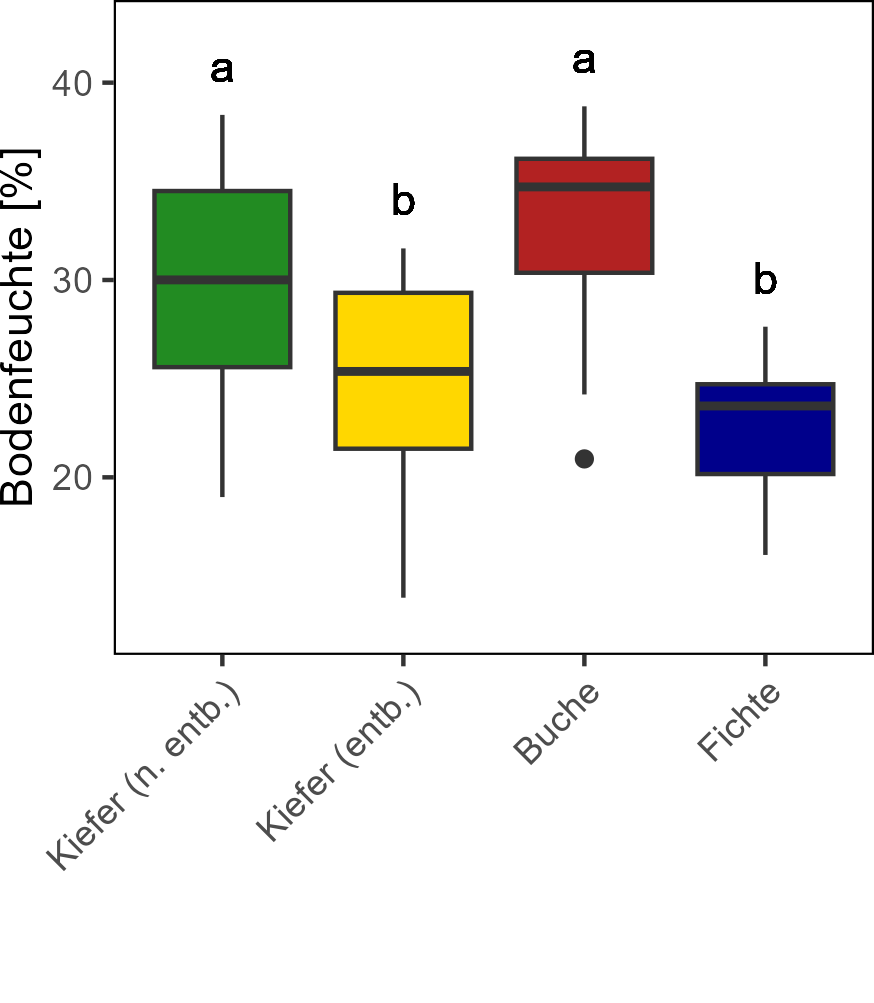 Bodenfeuchte [%]
40
30
20
a
b
a
b
Kiefer (n. entb.)
Kiefer (entb.)
Buche
Fichte